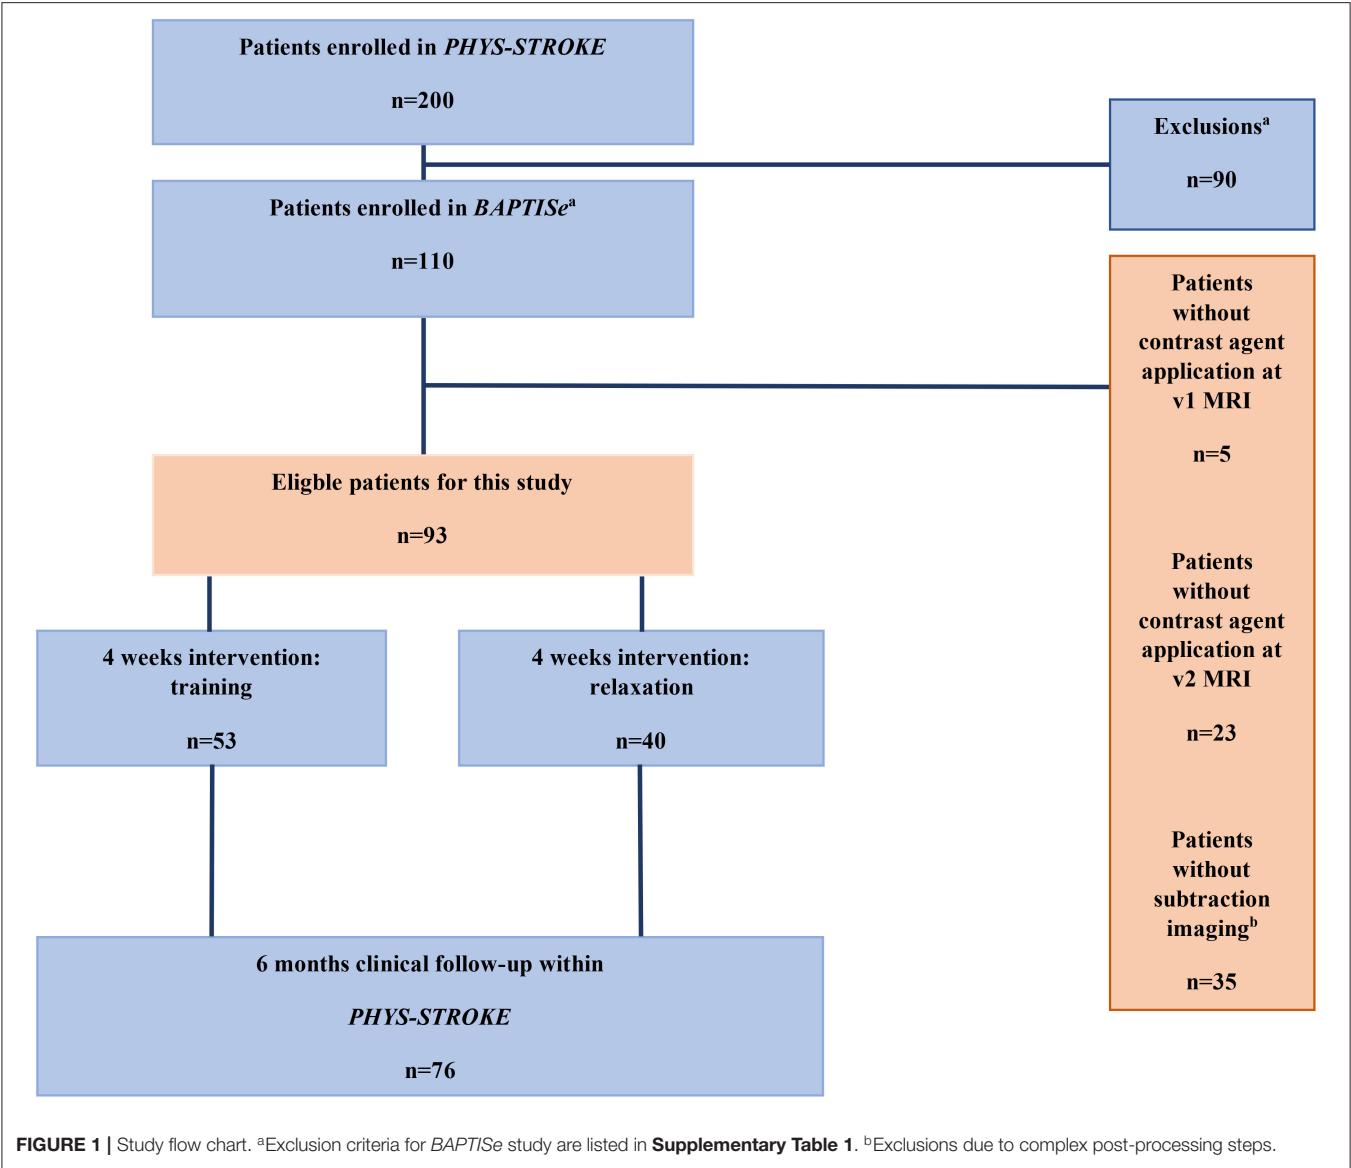 Patients enrolled in PHYS-STROKE
n=200
Exclusionsᵃ
n=90
Patients enrolled in BAPTISeᵃ
n=110
Patients
without
contrast agent
application at
v1 MRI
n=5
Patients
without
contrast agent
application at
v2 MRI
n=23
Patients
without
subtraction
imagingᵇ
n=35
Eligble patients for this study
n=93
4 weeks intervention:
training
n=53
4 weeks intervention:
relaxation
n=40
6 months clinical follow-up within
PHYS-STROKE
n=76
FIGURE 1 | Study flow chart. ᵃExclusion criteria for BAPTISe study are listed in Supplementary Table 1. ᵇExclusions due to complex post-processing steps.